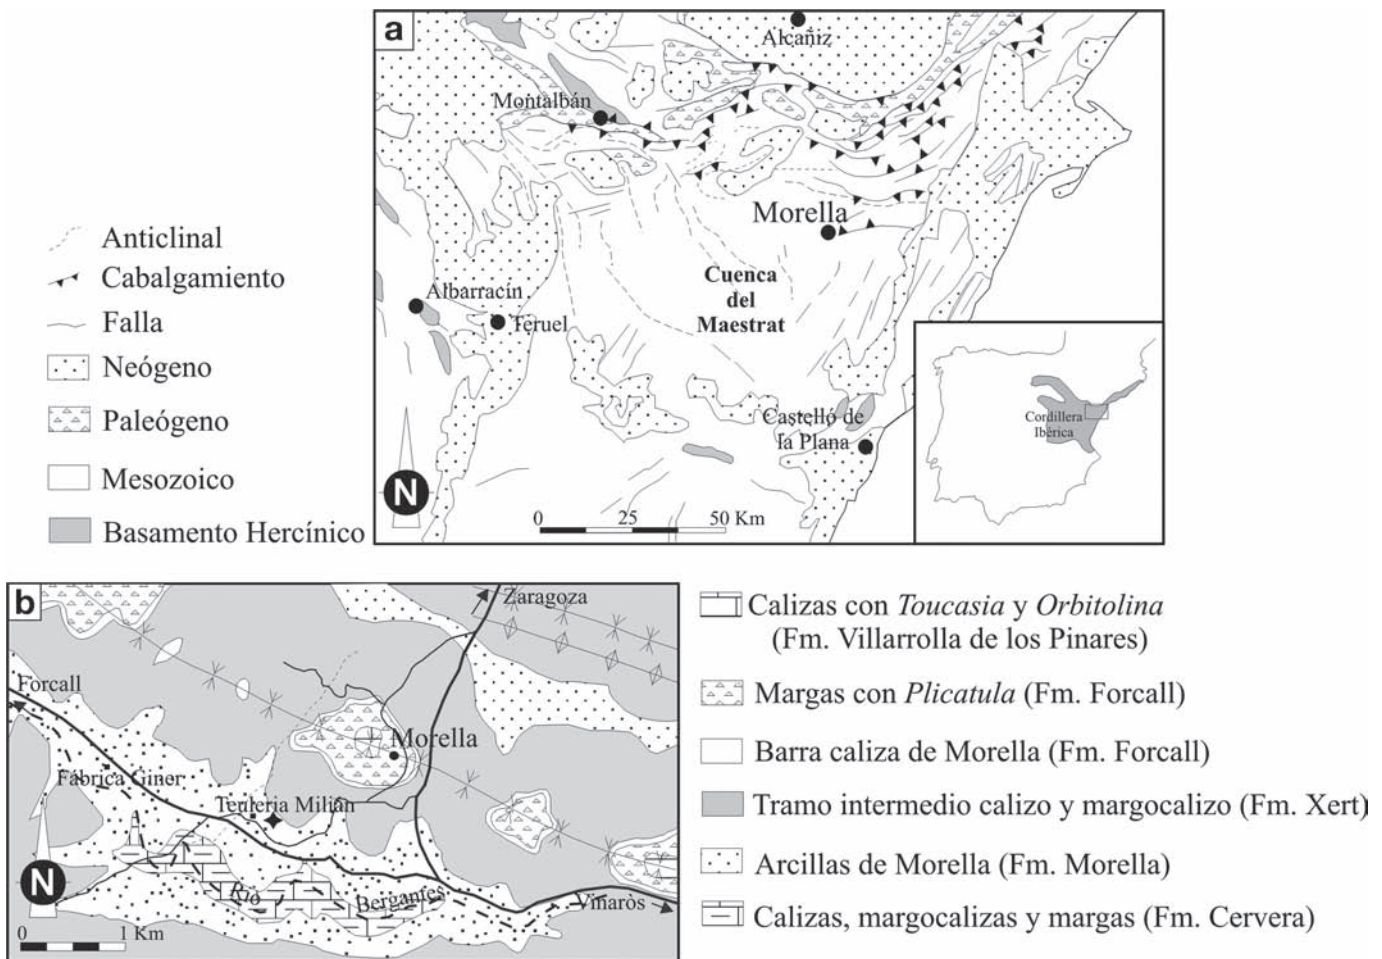 a
Alcañiz
Montalbán
Morella
Cuenca
del
Maestrat
Albarracín
Teruel
Castelló de
la Plana
Cordillera
Ibérica
N
0 25 50 Km
Anticlinal
Cabalgamiento
Falla
Neógeno
Paleógeno
Mesozoico
Basamento Hercínico
b
Zaragoza
Forcall
Morella
Fábrica Giner
Teuleria Milián
Río Bergantes
Vinaròs
N
0 1 Km
Calizas con Toucasia y Orbitolina
(Fm. Villarrolla de los Pinares)
Margas con Plicatula (Fm. Forcall)
Barra caliza de Morella (Fm. Forcall)
Tramo intermedio calizo y margocalizo (Fm. Xert)
Arcillas de Morella (Fm. Morella)
Calizas, margocalizas y margas (Fm. Cervera)